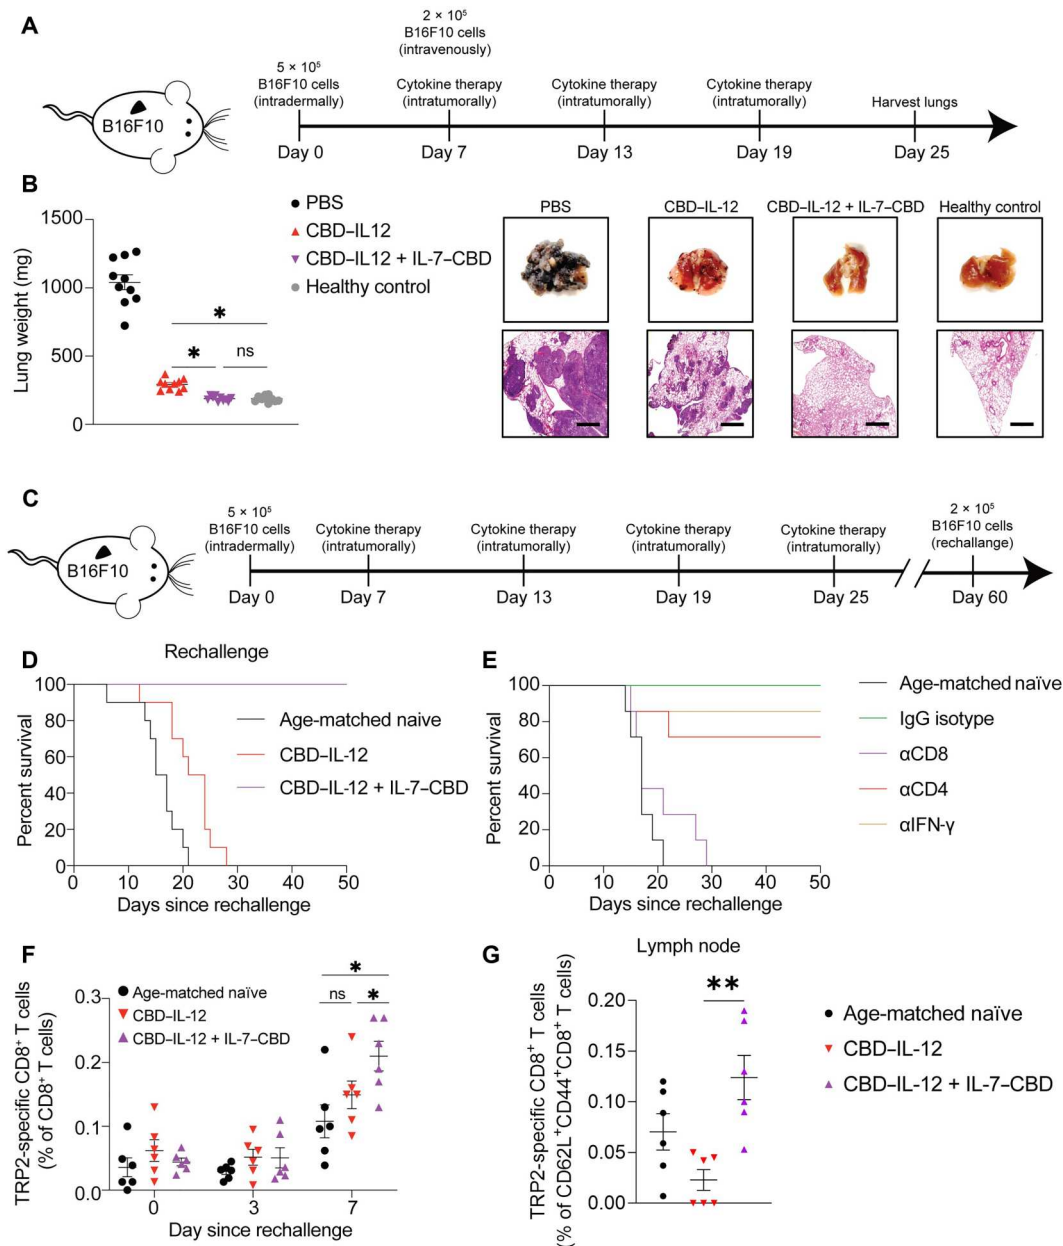 A
2 × 10⁵
B16F10 cells
(intravenously)
5 × 10⁵
B16F10 cells
(intradermally)
Cytokine therapy
(intratumorally)
Cytokine therapy
(intratumorally)
Cytokine therapy
(intratumorally)
Harvest lungs
B16F10
Day 0
Day 7
Day 13
Day 19
Day 25
B
Lung weight (mg)
1500
1000
500
0
*
*
ns
PBS
CBD–IL12
CBD–IL12 + IL-7–CBD
Healthy control
PBS
CBD–IL-12
CBD–IL-12 + IL-7–CBD
Healthy control
C
5 × 10⁵
B16F10 cells
(intradermally)
Cytokine therapy
(intratumorally)
Cytokine therapy
(intratumorally)
Cytokine therapy
(intratumorally)
Cytokine therapy
(intratumorally)
2 × 10⁵
B16F10 cells
(rechallange)
B16F10
Day 0
Day 7
Day 13
Day 19
Day 25
Day 60
D
Rechallenge
Percent survival
100
80
60
40
20
0
0 10 20 30 40 50
Days since rechallenge
Age-matched naive
CBD–IL-12
CBD–IL-12 + IL-7–CBD
E
Percent survival
100
80
60
40
20
0
0 10 20 30 40 50
Days since rechallenge
Age-matched naïve
IgG isotype
αCD8
αCD4
αIFN-γ
F
TRP2-specific CD8⁺ T cells
(% of CD8⁺ T cells)
0.3
0.2
0.1
0.0
Age-matched naïve
CBD–IL-12
CBD–IL-12 + IL-7–CBD
*
ns
*
0 3 7
Day since rechallenge
G
Lymph node
TRP2-specific CD8⁺ T cells
(% of CD62L⁺CD44⁺CD8⁺ T cells)
0.20
0.15
0.10
0.05
0.00
**
Age-matched naïve
CBD–IL-12
CBD–IL-12 + IL-7–CBD